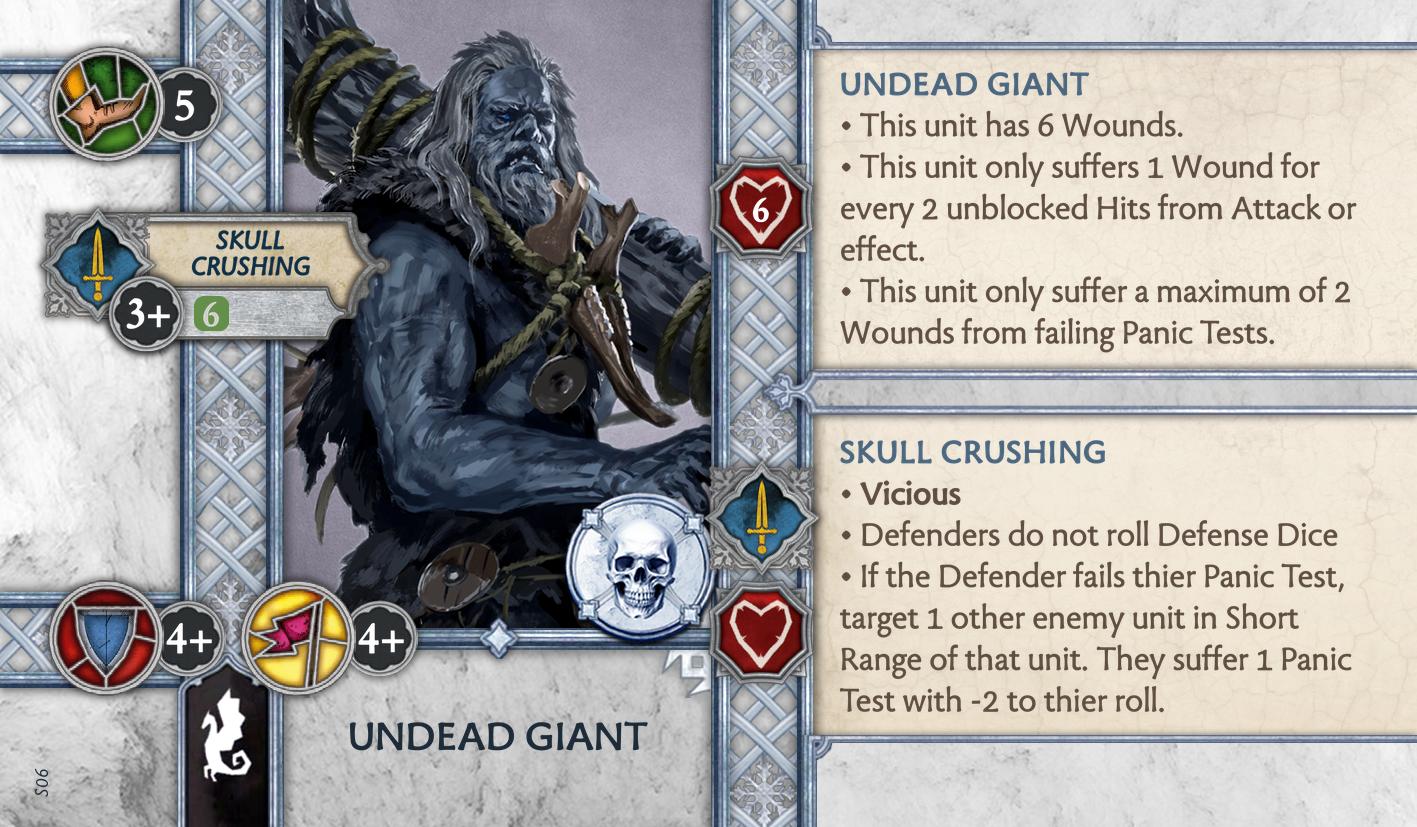 5
SKULL
CRUSHING
3+
6
4+
4+
UNDEAD GIANT
S06
6
UNDEAD GIANT
• This unit has 6 Wounds.
• This unit only suffers 1 Wound for
every 2 unblocked Hits from Attack or
effect.
• This unit only suffer a maximum of 2
Wounds from failing Panic Tests.
SKULL CRUSHING
• Vicious
• Defenders do not roll Defense Dice
• If the Defender fails thier Panic Test,
target 1 other enemy unit in Short
Range of that unit. They suffer 1 Panic
Test with -2 to thier roll.